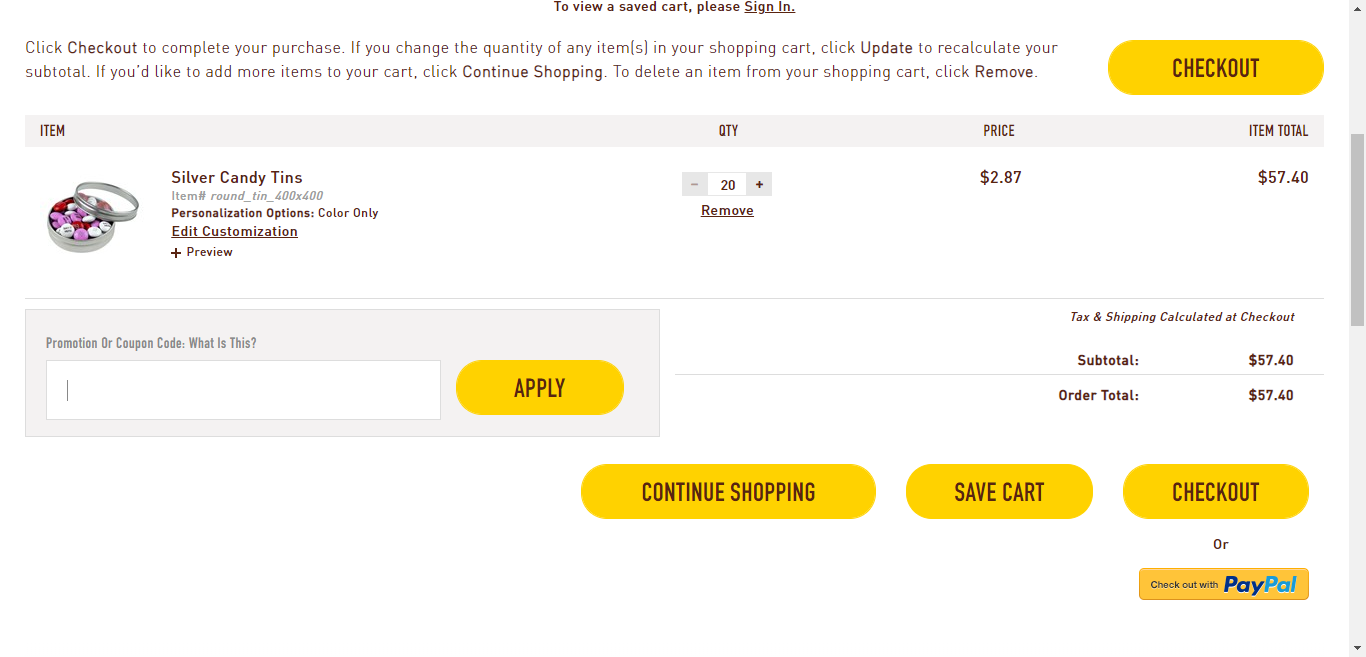 To view a saved cart, please Sign In.
Click Checkout to complete your purchase. If you change the quantity of any item(s) in your shopping cart, click Update to recalculate your
subtotal. If you’d like to add more items to your cart, click Continue Shopping. To delete an item from your shopping cart, click Remove.
CHECKOUT
ITEM QTY PRICE ITEM TOTAL
Silver Candy Tins
Item# round_tin_400x400
Personalization Options: Color Only
Edit Customization
+ Preview
- 20 +
Remove
$2.87
$57.40
Promotion Or Coupon Code: What Is This?
APPLY
Tax & Shipping Calculated at Checkout
Subtotal: $57.40
Order Total: $57.40
CONTINUE SHOPPING
SAVE CART
CHECKOUT
Or
Check out with PayPal